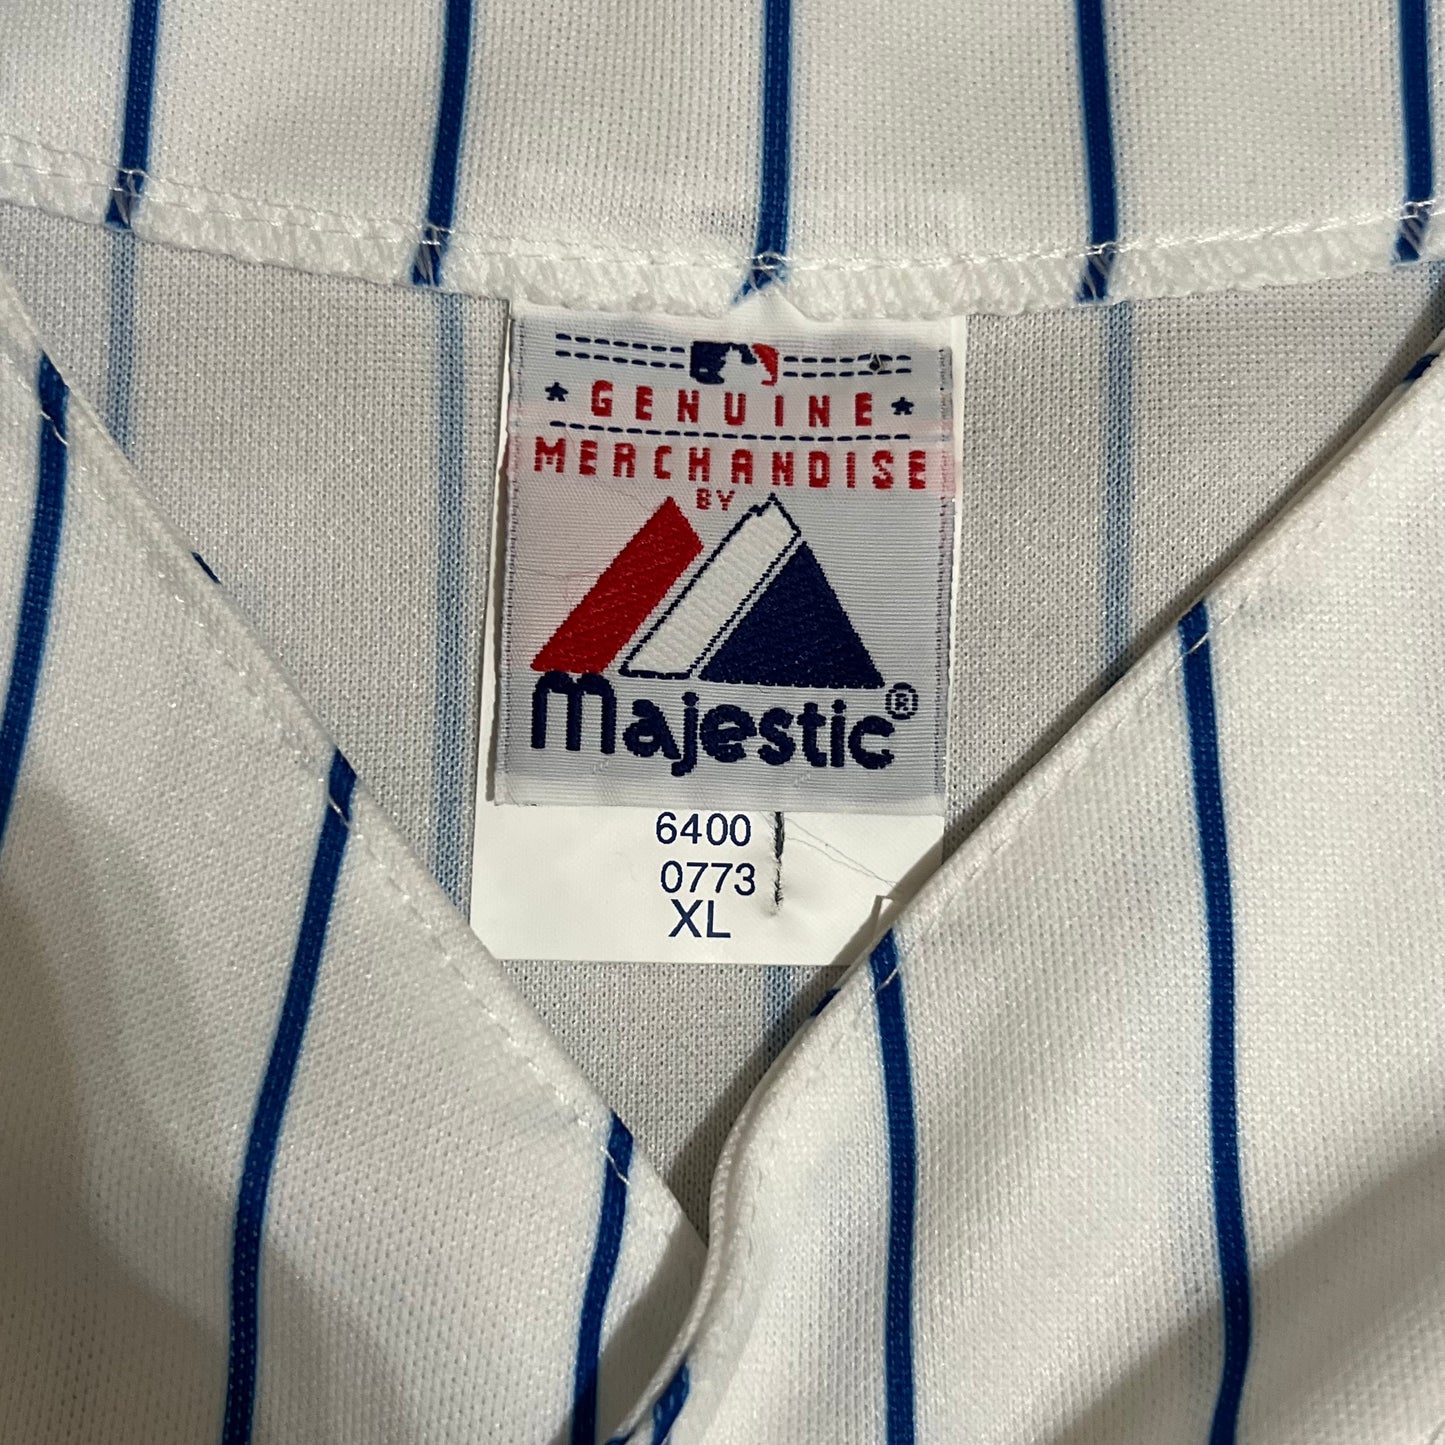 GENUINE
MERCHANDISE
BY
Majestic®
6400
0773
XL